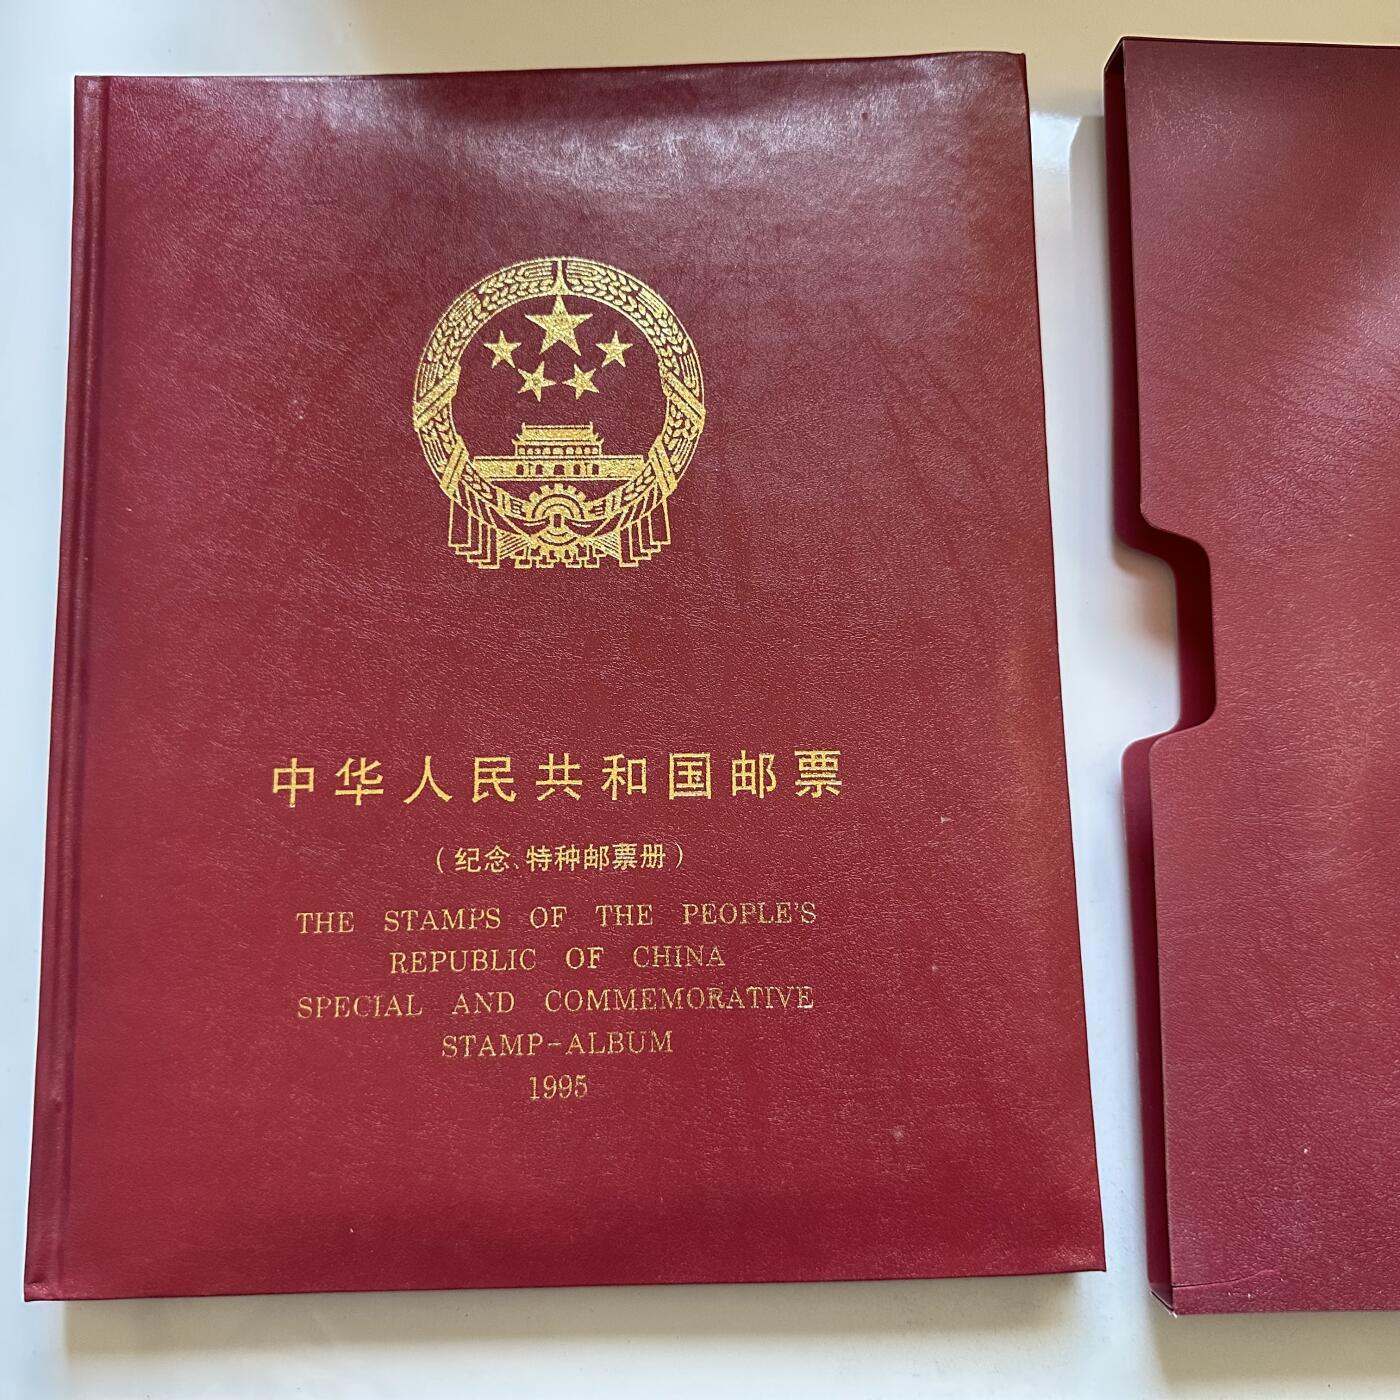 中华人民共和国邮票
（纪念、特种邮票册）
THE STAMPS OF THE PEOPLE'S
REPUBLIC OF CHINA
SPECIAL AND COMMEMORATIVE
STAMP-ALBUM
1995